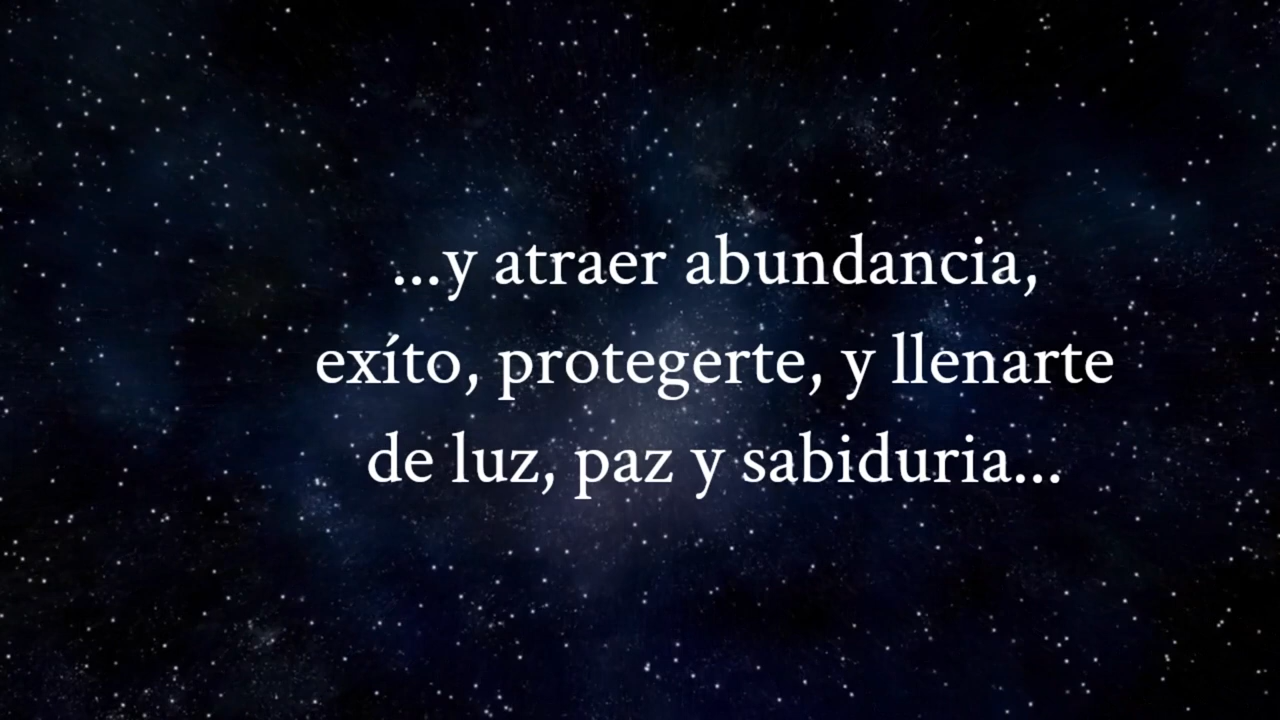 ...y atraer abundancia,
exíto, protegerte, y llenarte
de luz, paz y sabiduria...